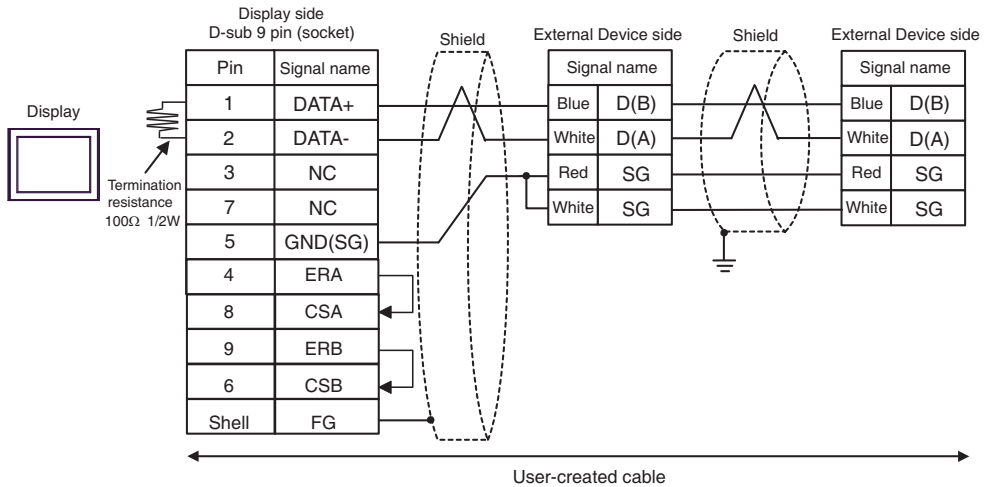 Display side
D-sub 9 pin (socket)
Shield
External Device side
Shield
External Device side
Pin Signal name
Signal name
Signal name
Display
1 DATA+
Blue D(B)
Blue D(B)
2 DATA-
White D(A)
White D(A)
3 NC
Red SG
Red SG
Termination
resistance
100Ω 1/2W
7 NC
White SG
White SG
5 GND(SG)
4 ERA
8 CSA
9 ERB
6 CSB
Shell FG
User-created cable